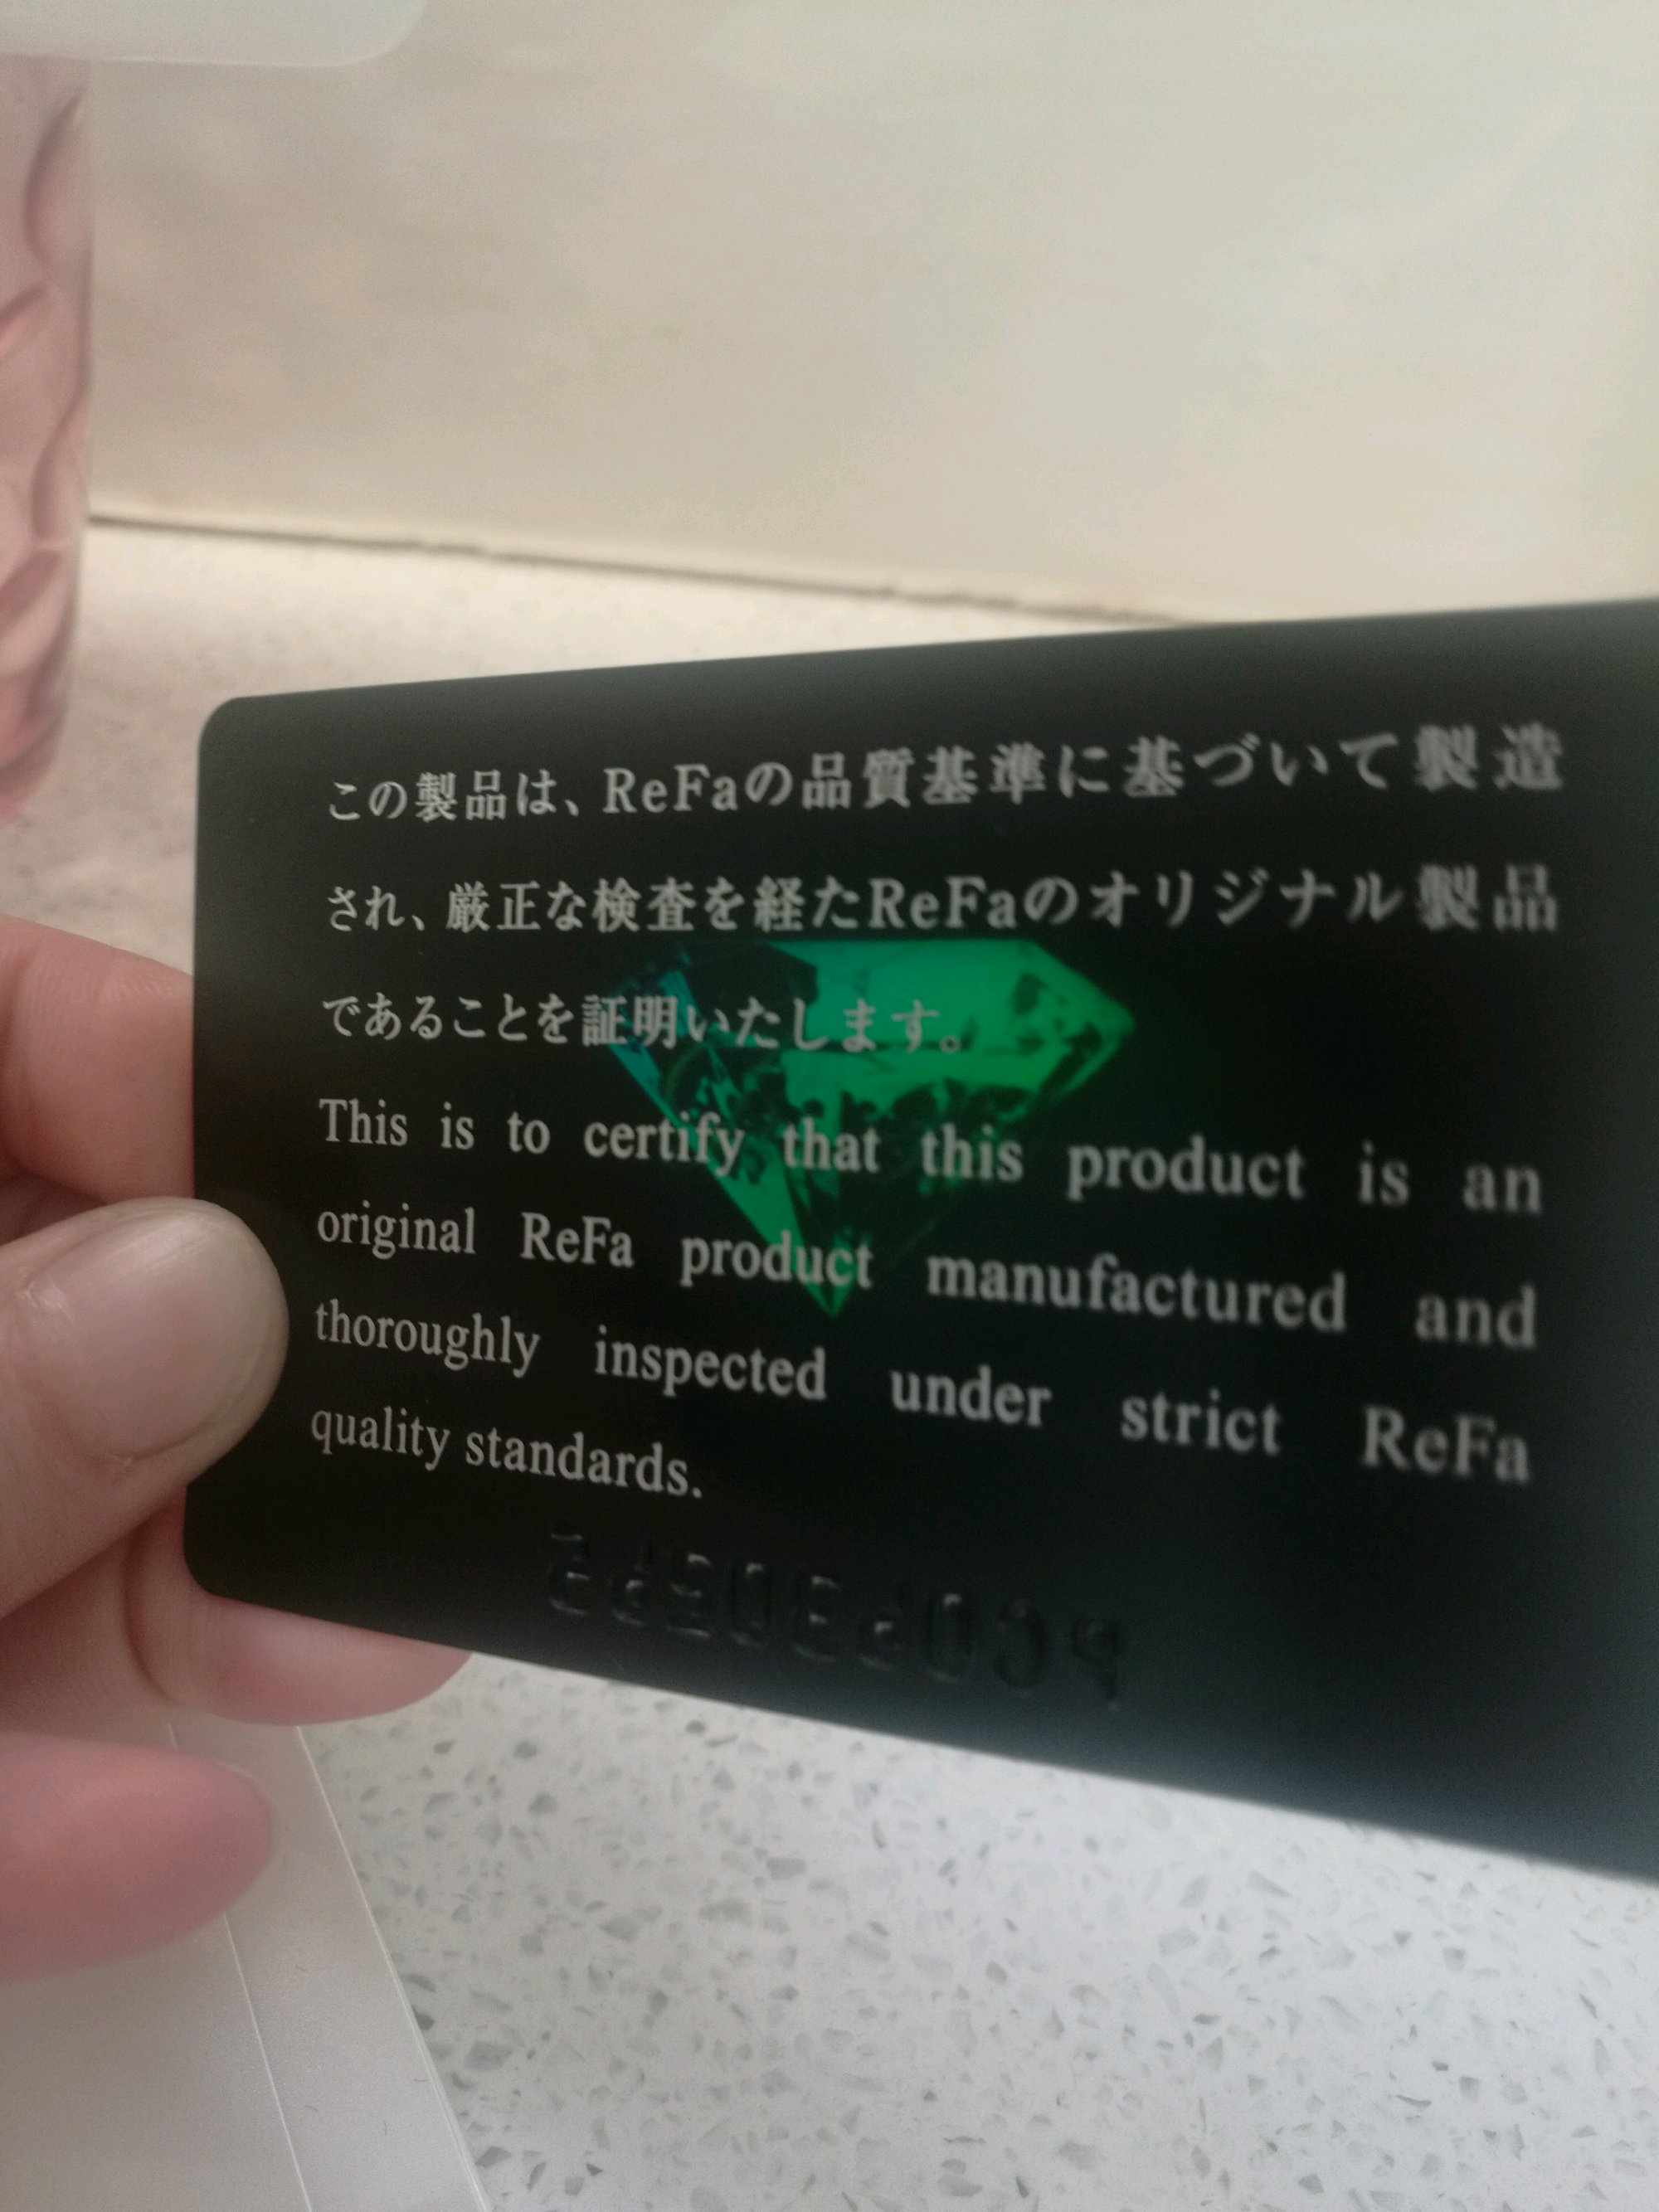 この製品は、ReFaの品質基準に基づいて製造
され、厳正な検査を経たReFaのオリジナル製品
であることを証明いたします。
This is to certify that this product is an
original ReFa product manufactured and
thoroughly inspected under strict ReFa
quality standards.